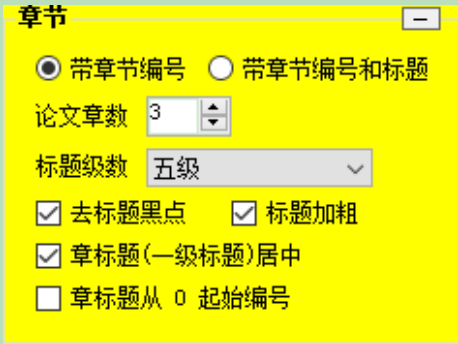 章节
带章节编号 带章节编号和标题
论文章数 3
标题级数 五级
去标题黑点 标题加粗
章标题(一级标题)居中
章标题从 0 起始编号